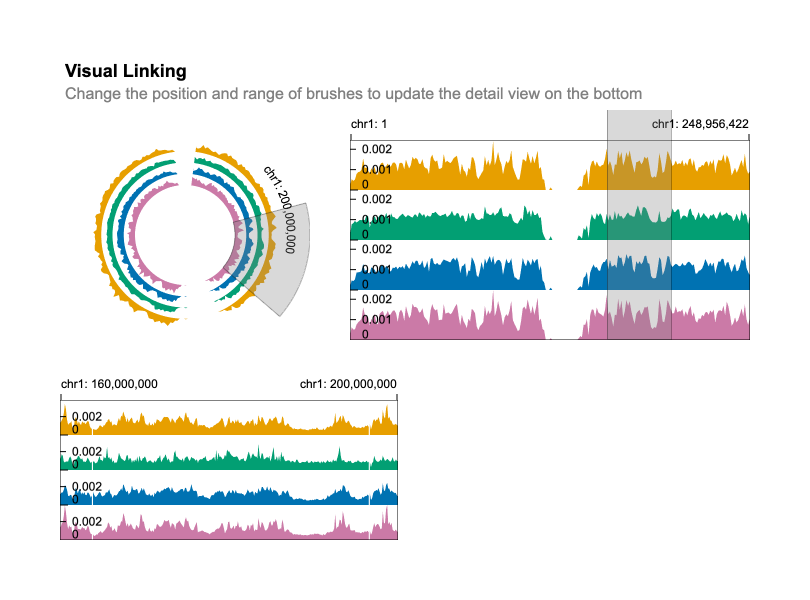 Visual Linking
Change the position and range of brushes to update the detail view on the bottom
chr1: 1
chr1: 248,956,422
chr1: 200,000,000
0.002
0.001
0
0.002
0.001
0
0.002
0.001
0
0.002
0.001
0
chr1: 160,000,000
chr1: 200,000,000
0.002
0
0.002
0
0.002
0
0.002
0